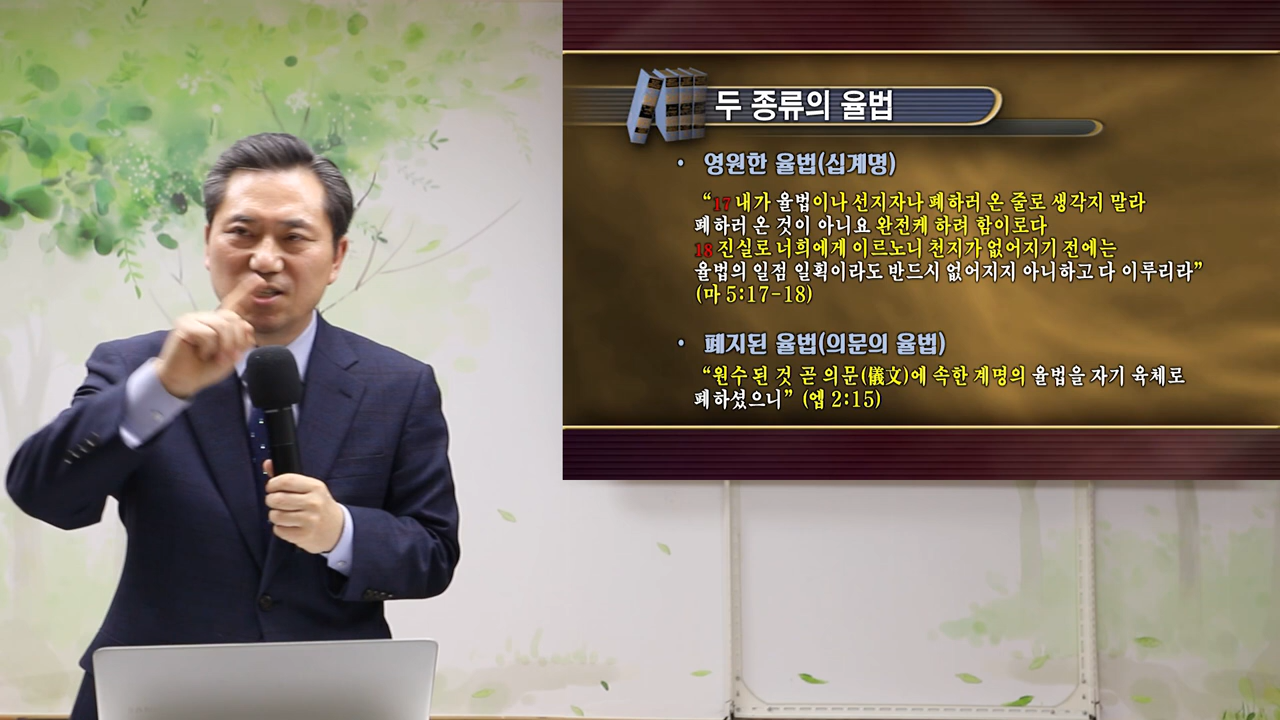 두 종류의 율법
• 영원한 율법(십계명)
“17 내가 율법이나 선지자나 폐하러 온 줄로 생각지 말라
폐하러 온 것이 아니요 완전케 하려 함이로다
18 진실로 너희에게 이르노니 천지가 없어지기 전에는
율법의 일점 일획이라도 반드시 없어지지 아니하고 다 이루리라”
(마 5:17-18)
• 폐지된 율법(의문의 율법)
“원수 된 것 곧 의문(儀文)에 속한 계명의 율법을 자기 육체로
폐하셨으니” (엡 2:15)